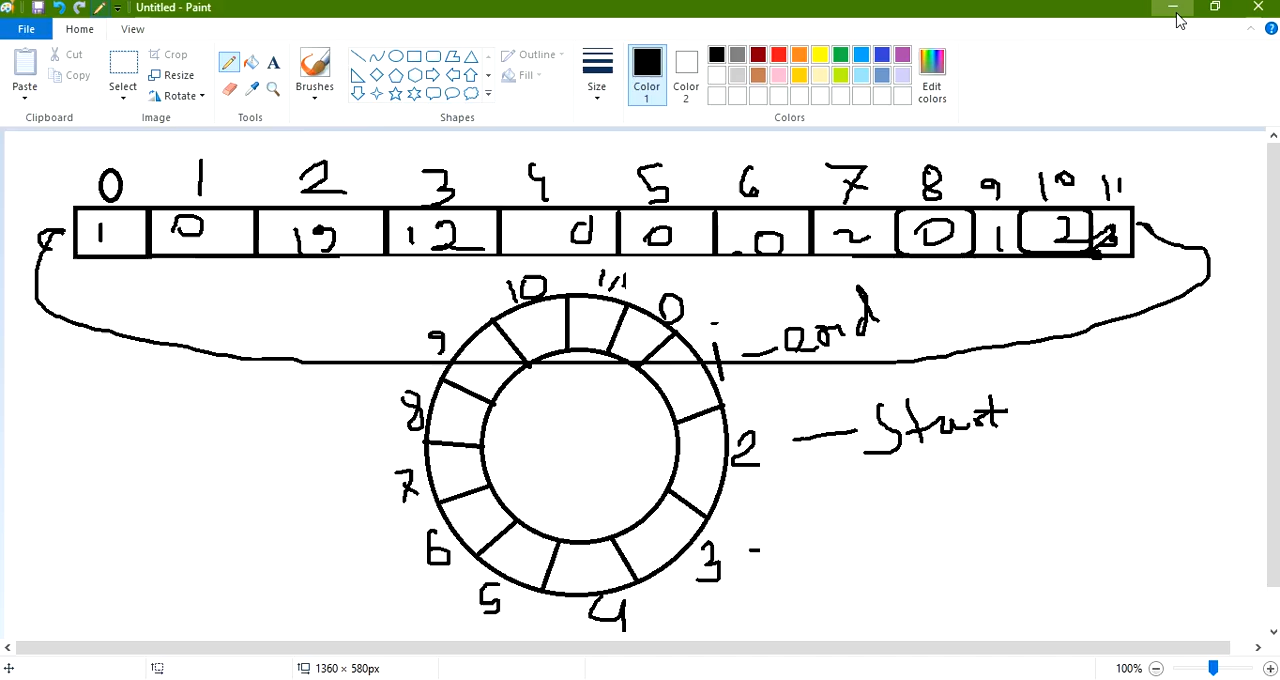 Untitled - Paint
File Home View
Cut
Copy
Paste
Clipboard
Crop
Resize
Rotate
Select
Image
Tools
Brushes
Outline
Fill
Shapes
Size
Color 1
Color 2
Edit colors
Colors
0 1 2 3 4 5 6 7 8 9 10 11
1 0 12 0 0 0 2 0 1 2
10 11 0
9 1 - end
8 2 - Start
7
6 3 -
5 4
1360 × 580px
100%